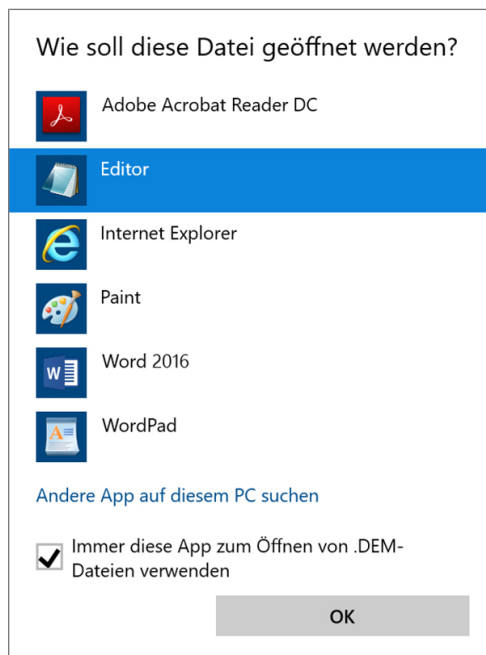 Wie soll diese Datei geöffnet werden?
Adobe Acrobat Reader DC
Editor
Internet Explorer
Paint
Word 2016
WordPad
Andere App auf diesem PC suchen
Immer diese App zum Öffnen von .DEM-
Dateien verwenden
OK